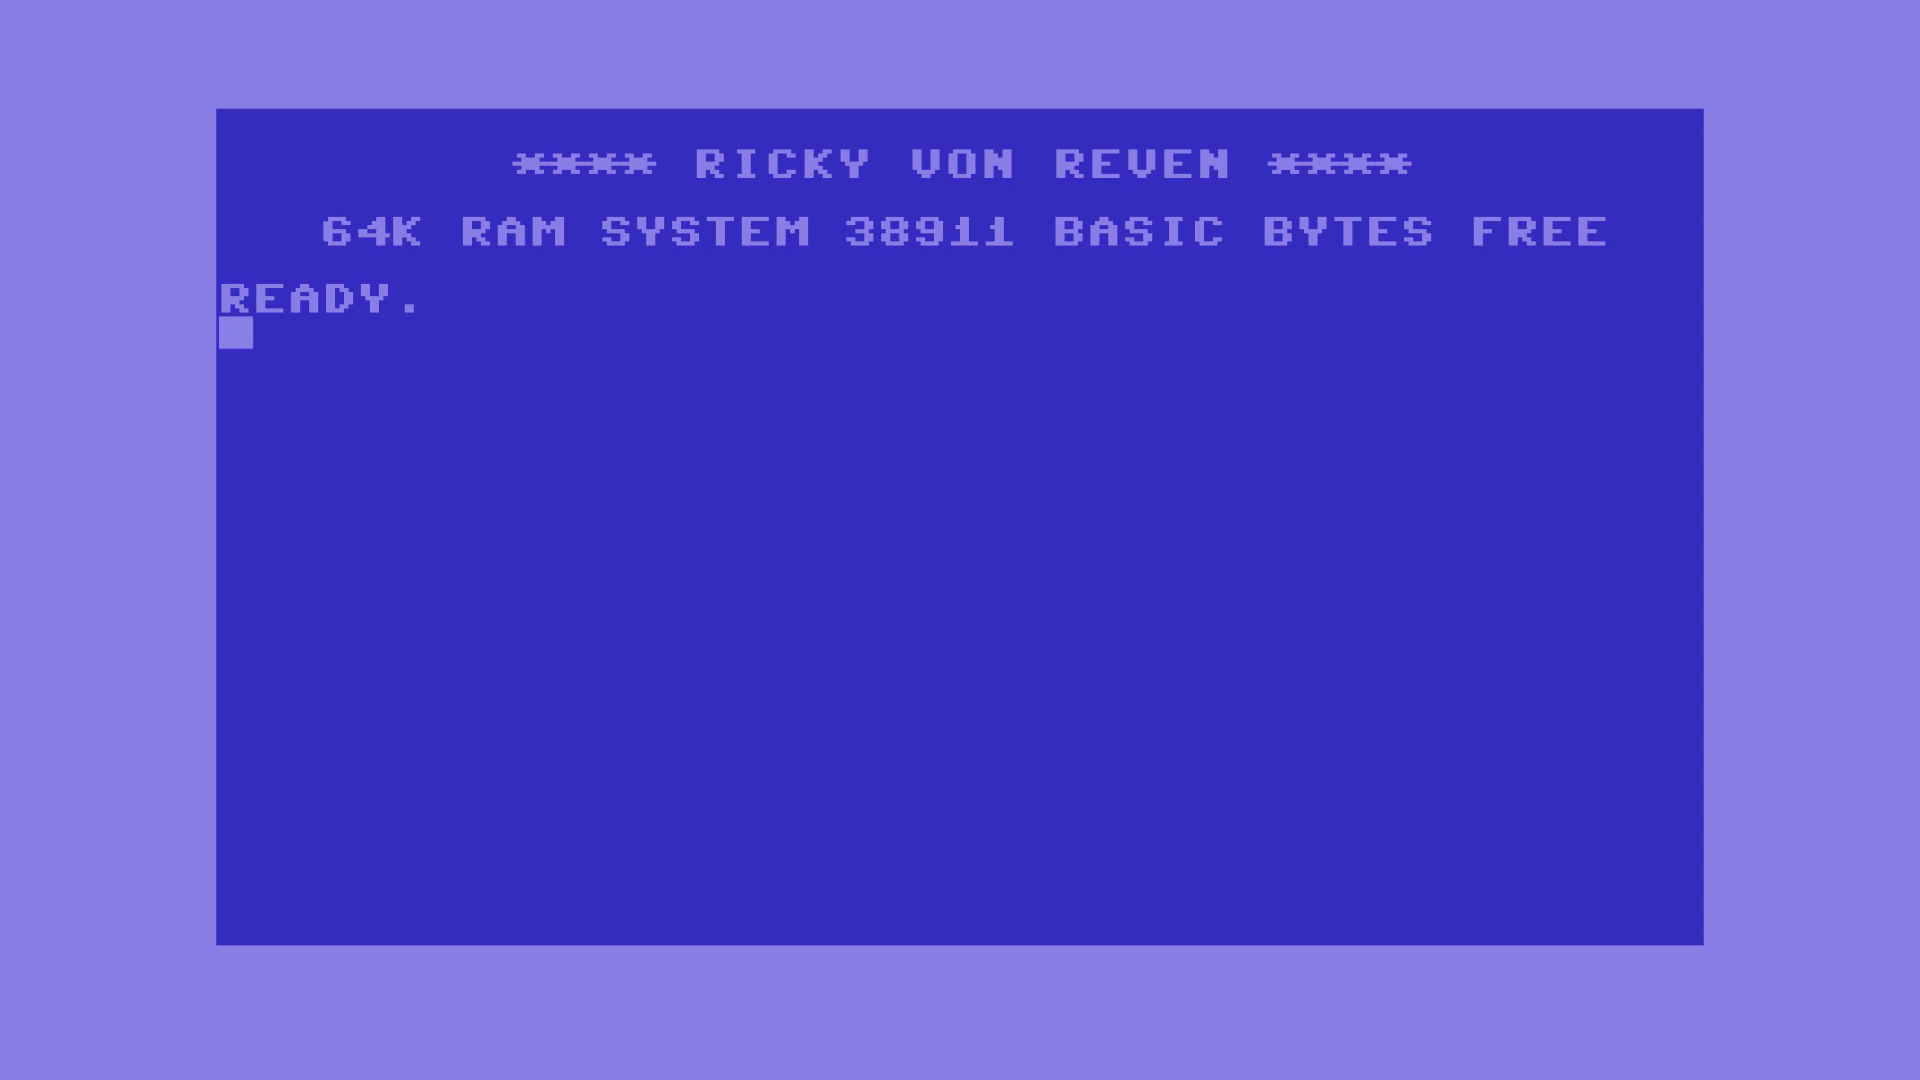 **** RICKY VON REVEN ****
64K RAM SYSTEM 38911 BASIC BYTES FREE
READY.